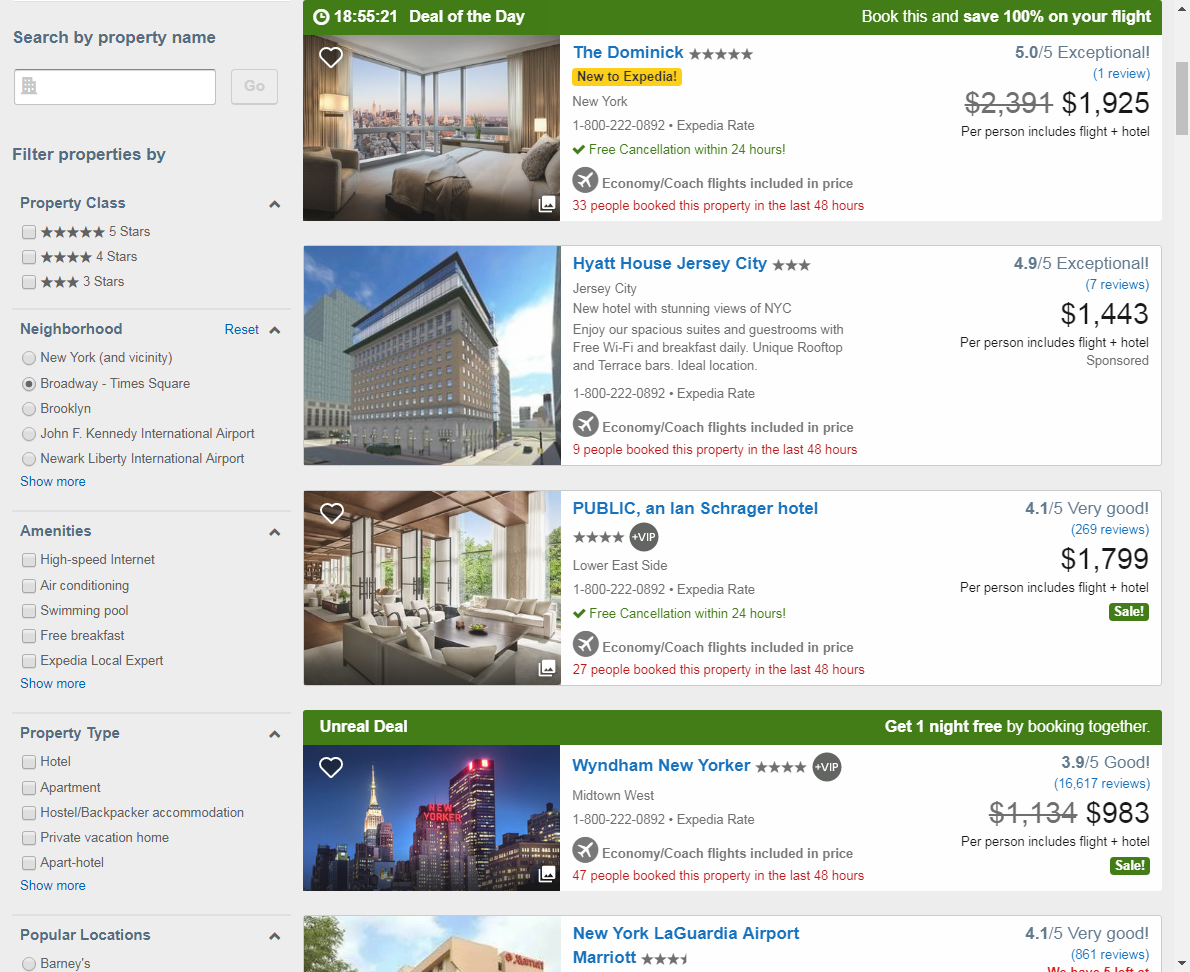 Search by property name
Go
Filter properties by
Property Class
5 Stars
4 Stars
3 Stars
Neighborhood Reset
New York (and vicinity)
Broadway - Times Square
Brooklyn
John F. Kennedy International Airport
Newark Liberty International Airport
Show more
Amenities
High-speed Internet
Air conditioning
Swimming pool
Free breakfast
Expedia Local Expert
Show more
Property Type
Hotel
Apartment
Hostel/Backpacker accommodation
Private vacation home
Apart-hotel
Show more
Popular Locations
Barney's
18:55:21 Deal of the Day Book this and save 100% on your flight
The Dominick 5.0/5 Exceptional!
New to Expedia! (1 review)
New York $2,391 $1,925
1-800-222-0892 • Expedia Rate Per person includes flight + hotel
Free Cancellation within 24 hours!
Economy/Coach flights included in price
33 people booked this property in the last 48 hours
Hyatt House Jersey City 4.9/5 Exceptional!
Jersey City (7 reviews)
New hotel with stunning views of NYC $1,443
Enjoy our spacious suites and guestrooms with
Free Wi-Fi and breakfast daily. Unique Rooftop Per person includes flight + hotel
and Terrace bars. Ideal location. Sponsored
1-800-222-0892 • Expedia Rate
Economy/Coach flights included in price
9 people booked this property in the last 48 hours
PUBLIC, an Ian Schrager hotel 4.1/5 Very good!
+VIP (269 reviews)
Lower East Side $1,799
1-800-222-0892 • Expedia Rate Per person includes flight + hotel
Free Cancellation within 24 hours! Sale!
Economy/Coach flights included in price
27 people booked this property in the last 48 hours
Unreal Deal Get 1 night free by booking together.
NEW
YORKER
Wyndham New Yorker +VIP 3.9/5 Good!
Midtown West (16,617 reviews)
1-800-222-0892 • Expedia Rate $1,134 $983
Per person includes flight + hotel
Economy/Coach flights included in price Sale!
47 people booked this property in the last 48 hours
Marriott
New York LaGuardia Airport 4.1/5 Very good!
Marriott (861 reviews)
We have 5 left at